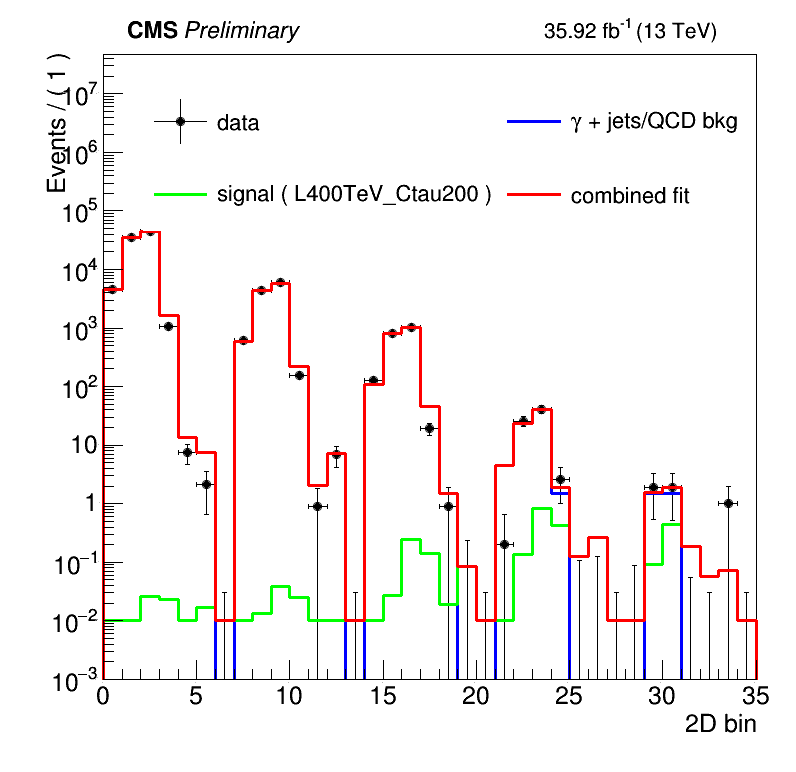 CMS Preliminary 35.92 fb⁻¹ (13 TeV)
Events / ( 1 )
data
γ + jets/QCD bkg
signal ( L400TeV_Ctau200 )
combined fit
10⁷
10⁶
10⁵
10⁴
10³
10²
10
1
10⁻¹
10⁻²
10⁻³
0 5 10 15 20 25 30 35
2D bin